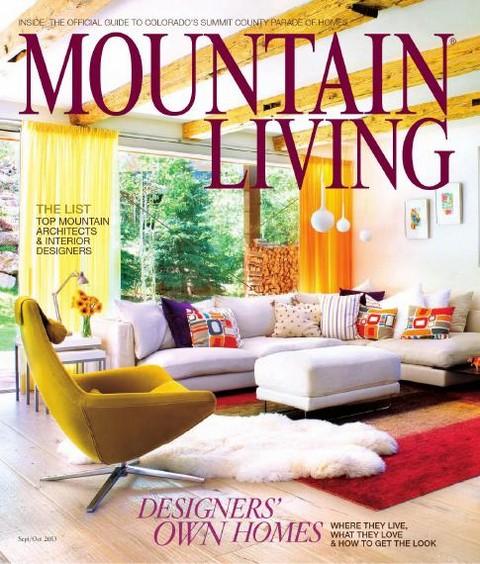 INSIDE: THE OFFICIAL GUIDE TO COLORADO'S SUMMIT COUNTY PARADE OF HOMES
MOUNTAIN®
LIVING
THE LIST
TOP MOUNTAIN
ARCHITECTS
& INTERIOR
DESIGNERS
DESIGNERS'
OWN HOMES
WHERE THEY LIVE,
WHAT THEY LOVE
& HOW TO GET THE LOOK
Sept/Oct 2013